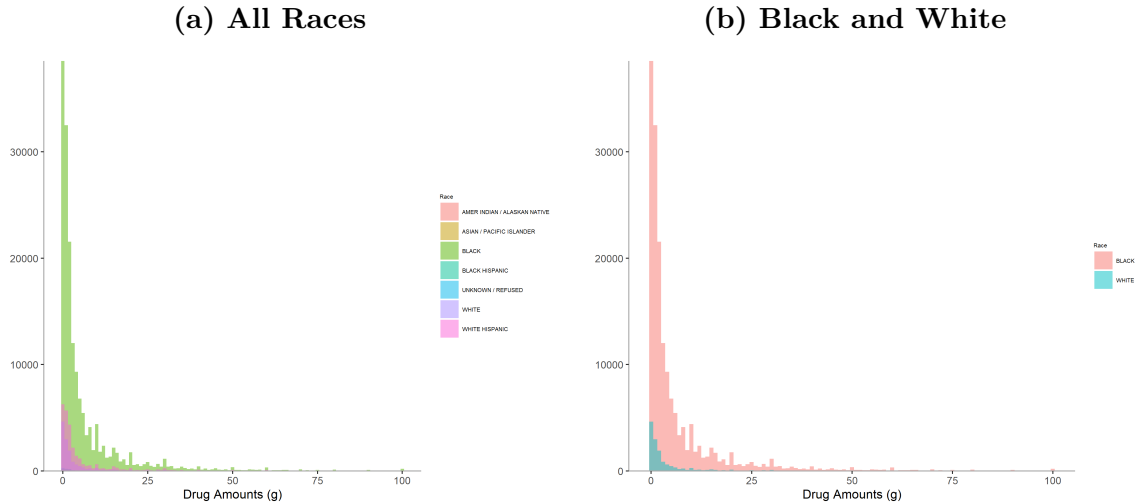 (a) All Races
30000
20000
10000
0
0
25
50
75
100
Drug Amounts (g)
Race
AMER INDIAN / ALASKAN NATIVE
ASIAN / PACIFIC ISLANDER
BLACK
BLACK HISPANIC
UNKNOWN / REFUSED
WHITE
WHITE HISPANIC
(b) Black and White
30000
20000
10000
0
0
25
50
75
100
Drug Amounts (g)
Race
BLACK
WHITE